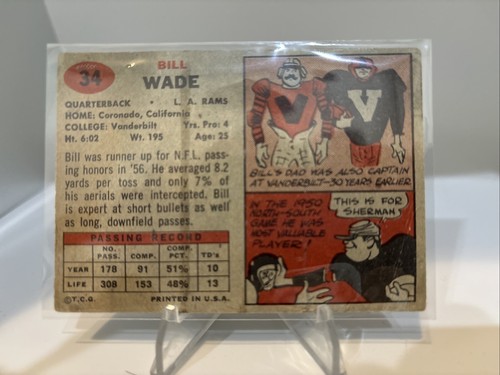 34
BILL
WADE
QUARTERBACK • L. A. RAMS
HOME: Coronado, California
COLLEGE: Vanderbilt Yrs. Pro: 4
Ht. 6:02 Wt. 195 Age: 25
Bill was runner up for N.F.L. pass-
ing honors in '56. He averaged 8.2
yards per toss and only 7% of
his aerials were intercepted. Bill
is expert at short bullets as well
as long, downfield passes.
PASSING RECORD
NO. PASS. COMP. COMP. PCT. TD's
YEAR 178 91 51% 10
LIFE 308 153 48% 13
©T.C.G. PRINTED IN U.S.A.
V V
BILL'S DAD WAS ALSO CAPTAIN
AT VANDERBILT-30 YEARS EARLIER
IN THE 1950
NORTH-SOUTH
GAME HE WAS
MOST VALUABLE
PLAYER!
THIS IS FOR
SHERMAN